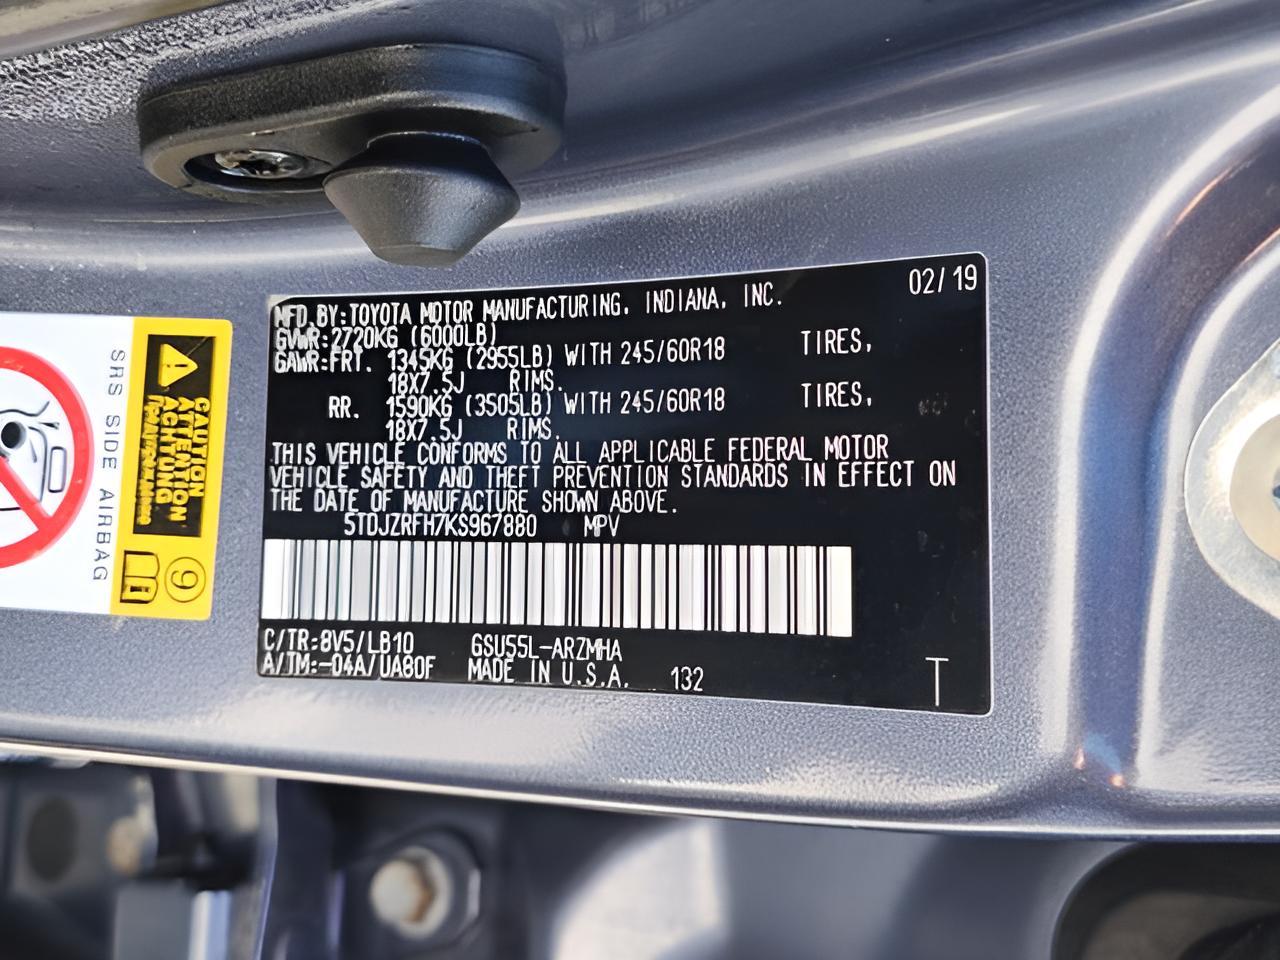 02/19
MFD.BY:TOYOTA MOTOR MANUFACTURING, INDIANA, INC.
GVWR:2720KG (6000LB)
GAWR:FRT. 1345KG (2955LB) WITH 245/60R18 TIRES,
18X7.5J RIMS.
RR. 1590KG (3505LB) WITH 245/60R18 TIRES,
18X7.5J RIMS.
THIS VEHICLE CONFORMS TO ALL APPLICABLE FEDERAL MOTOR
VEHICLE SAFETY AND THEFT PREVENTION STANDARDS IN EFFECT ON
THE DATE OF MANUFACTURE SHOWN ABOVE.
5TDJZRFH7KS967880 MPV
C/TR:8V5/LB10 GSU55L-ARZMHA
A/TM:-04A/UA80F MADE IN U.S.A. 132
T
CAUTION
ATTENTION
ACHTUNG
SRS SIDE AIRBAG
9